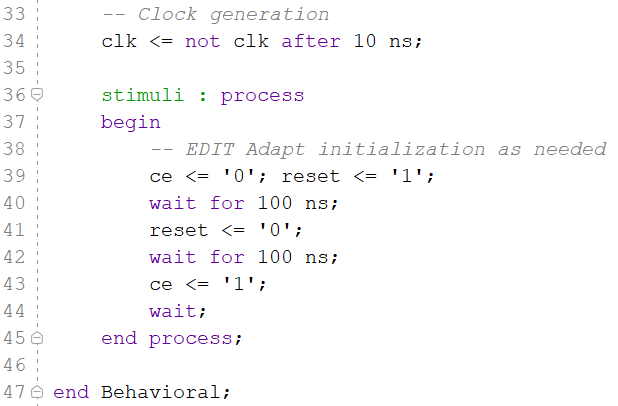 33 -- Clock generation
34 clk <= not clk after 10 ns;
35
36 stimuli : process
37 begin
38 -- EDIT Adapt initialization as needed
39 ce <= '0'; reset <= '1';
40 wait for 100 ns;
41 reset <= '0';
42 wait for 100 ns;
43 ce <= '1';
44 wait;
45 end process;
46
47 end Behavioral;